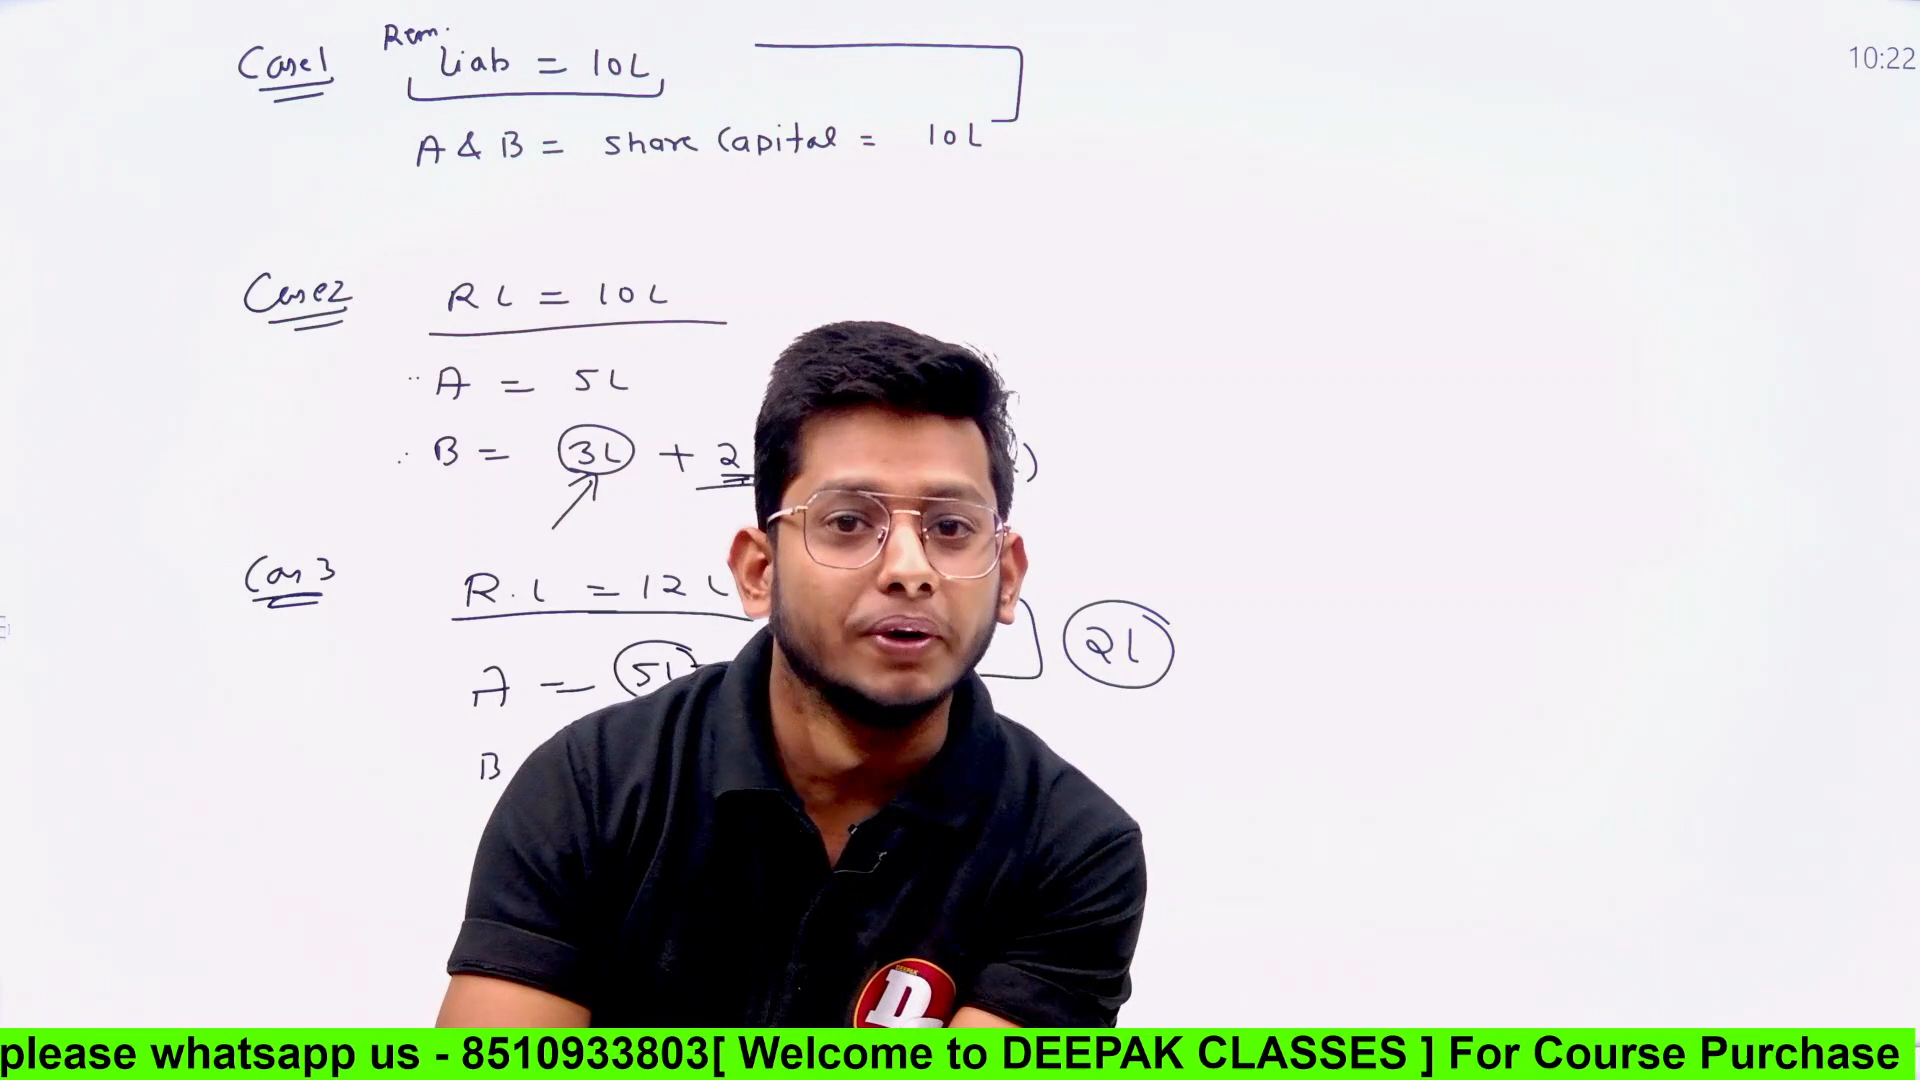 10:22
Case1 Rem. Liab = 10L
A & B = Share Capital = 10L
Case2 RL = 10L
A = 5L
B = 3L + 2 )
Cas 3 R.L = 12L
2L
A = 5L
B
DEEPAK
D
please whatsapp us - 8510933803[ Welcome to DEEPAK CLASSES ] For Course Purchase